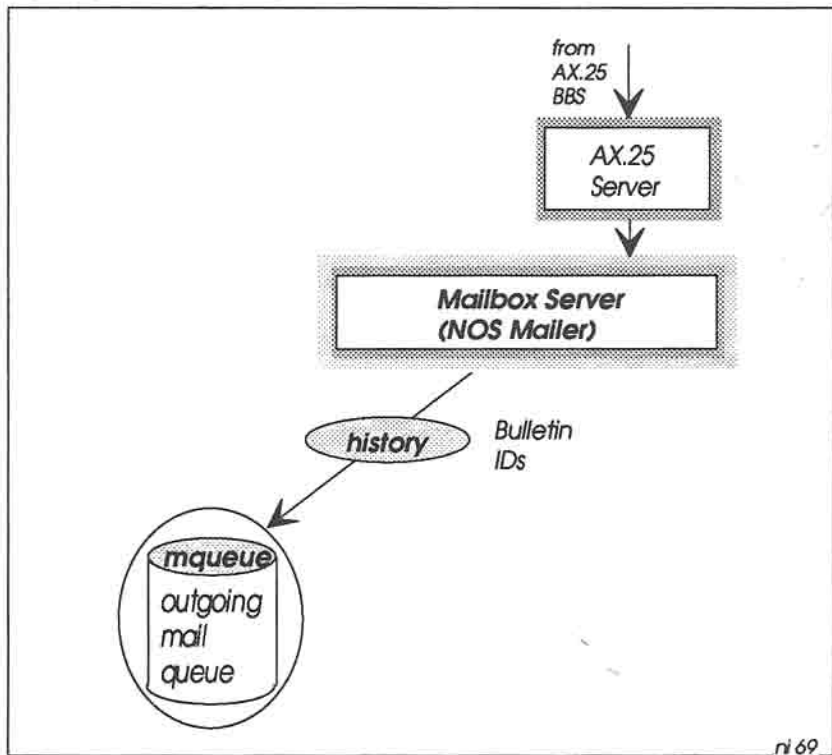 from
AX.25
BBS
AX.25
Server
Mailbox Server
(NOS Mailer)
history
Bulletin
IDs
mqueue
outgoing
mail
queue
ni 69